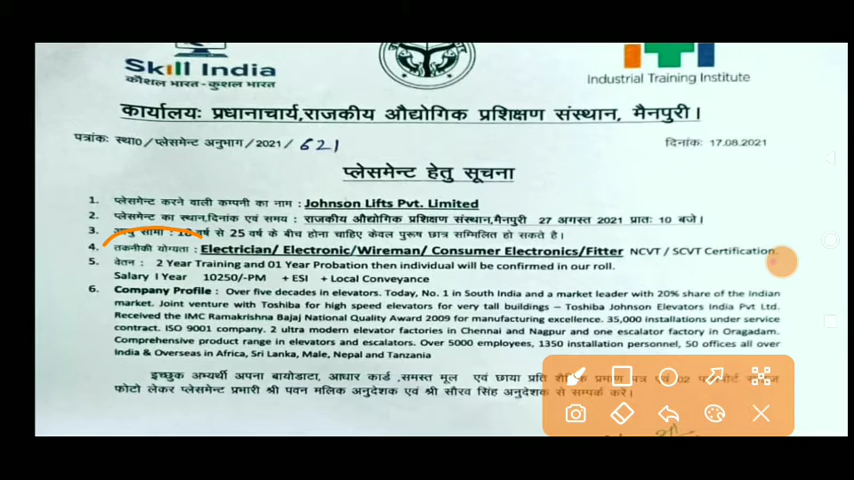 Skill India
कौशल भारत-कुशल भारत
Industrial Training Institute
कार्यालयः प्रधानाचार्य,राजकीय औद्योगिक प्रशिक्षण संस्थान, मैनपुरी।
पत्रांकः स्था0/प्लेसमेन्ट अनुभाग/2021/ 621
दिनांकः 17.08.2021
प्लेसमेन्ट हेतु सूचना
1. प्लेसमेन्ट करने वाली कम्पनी का नाम : Johnson Lifts Pvt. Limited
2. प्लेसमेन्ट का स्थान,दिनांक एवं समय : राजकीय औद्योगिक प्रशिक्षण संस्थान,मैनपुरी 27 अगस्त 2021 प्रातः 10 बजे।
3. आयु सीमा : 18 वर्ष से 25 वर्ष के बीच होना चाहिए केवल पुरूष छात्र सम्मिलित हो सकते है।
4. तकनीकी योग्यता : Electrician/ Electronic/Wireman/ Consumer Electronics/Fitter NCVT / SCVT Certification.
5. वेतन : 2 Year Training and 01 Year Probation then individual will be confirmed in our roll.
Salary I Year 10250/-PM + ESI + Local Conveyance
6. Company Profile : Over five decades in elevators. Today, No. 1 in South India and a market leader with 20% share of the Indian
market. Joint venture with Toshiba for high speed elevators for very tall buildings – Toshiba Johnson Elevators India Pvt Ltd.
Received the IMC Ramakrishna Bajaj National Quality Award 2009 for manufacturing excellence. 35,000 installations under service
contract. ISO 9001 company. 2 ultra modern elevator factories in Chennai and Nagpur and one escalator factory in Oragadam.
Comprehensive product range in elevators and escalators. Over 5000 employees, 1350 installation personnel, 50 offices all over
India & Overseas in Africa, Sri Lanka, Male, Nepal and Tanzania
इच्छुक अभ्यर्थी अपना बायोडाटा, आधार कार्ड ,समस्त मूल एवं छाया प्रति शैक्षिक प्रमाण पत्र एवं 02 पासपोर्ट साइज
फोटो लेकर प्लेसमेन्ट प्रभारी श्री पवन मलिक अनुदेशक एवं श्री सौरव सिंह अनुदेशक से सम्पर्क करें।